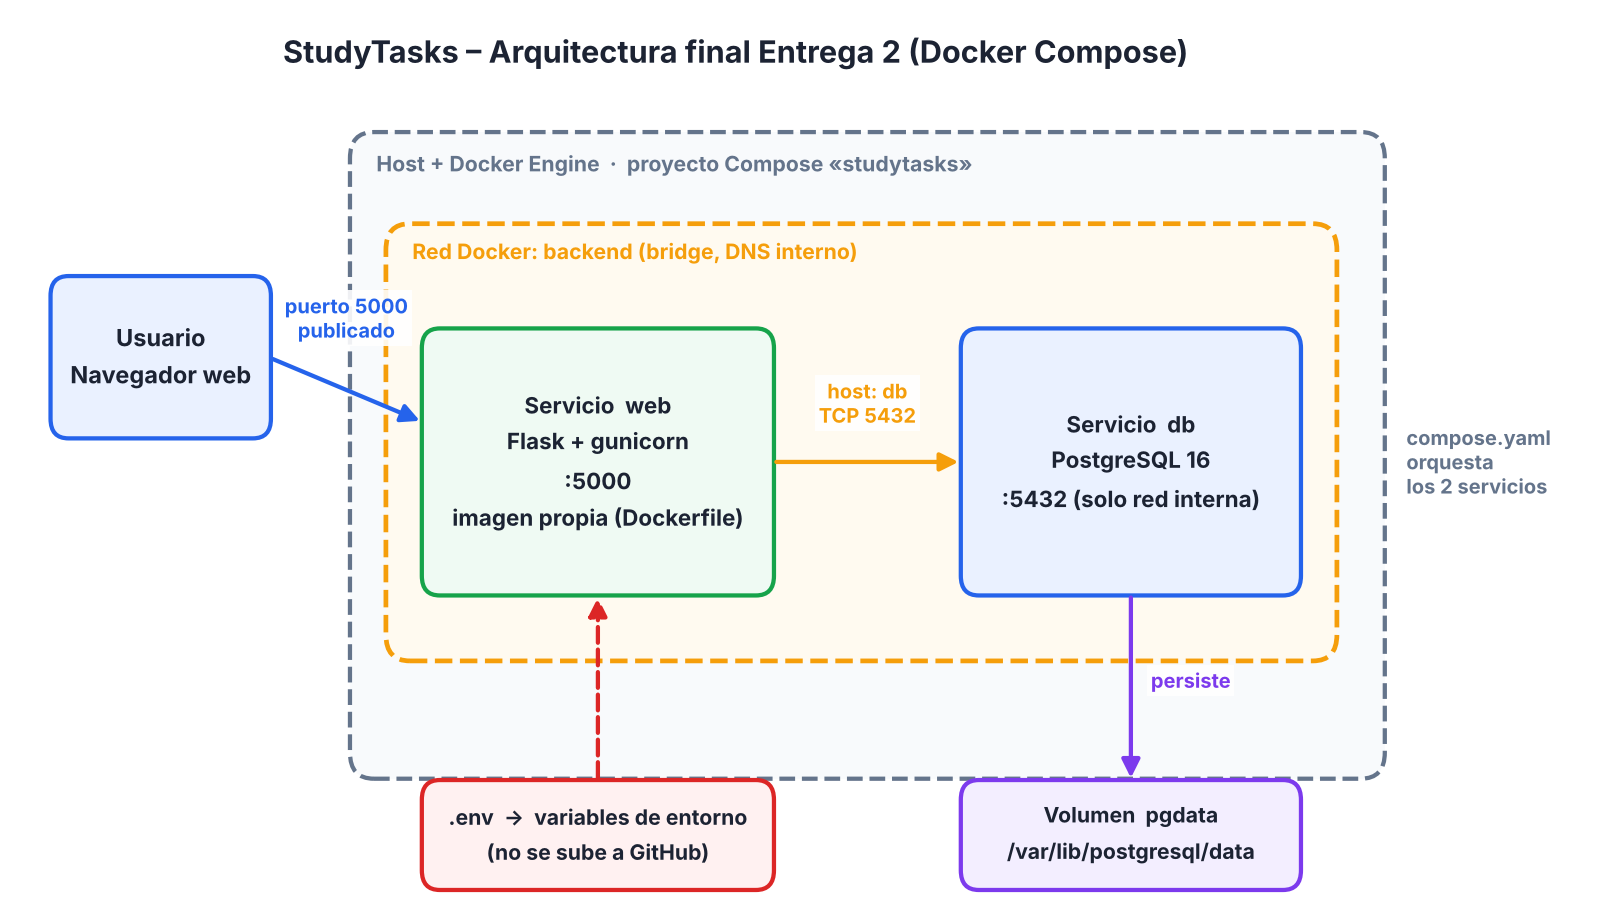 StudyTasks – Arquitectura final Entrega 2 (Docker Compose)
Host + Docker Engine · proyecto Compose «studytasks»
Red Docker: backend (bridge, DNS interno)
Usuario
Navegador web
puerto 5000
publicado
Servicio web
Flask + gunicorn
:5000
imagen propia (Dockerfile)
host: db
TCP 5432
Servicio db
PostgreSQL 16
:5432 (solo red interna)
compose.yaml
orquesta
los 2 servicios
persiste
.env → variables de entorno
(no se sube a GitHub)
Volumen pgdata
/var/lib/postgresql/data